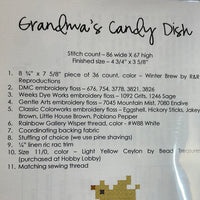 Grandma's Candy Dish
Stitch count – 86 wide X 67 high
Finished size – 4 3/4" x 3 5/8"
1. 8 ¾" x 7 5/8" piece of 36 count. color – Winter Brew by R&R
Reproductions
2. DMC embroidery floss – 676, 754, 3778, 3821, 3826
3. Weeks Dye Works embroidery floss – 1092 Gifts, 1246 Sage
4. Gentle Arts embroidery floss – 7045 Mountain Mist, 7080 Endive
5. Classic Colorworks embroidery floss – Eggshell, Hickory Sticks, Jakey
Brown, Little House Brown, Poblano Pepper
6. Rainbow Gallery Wisper thread, color – #W88 White
7. Coordinating backing fabric
8. Stuffing of choice (we use pine shavings)
9. ¼" linen ric rac trim
10. Size 11/0, color – Light Yellow Ceylon by Bead Treasures
(purchased at Hobby Lobby)
11. Matching sewing thread